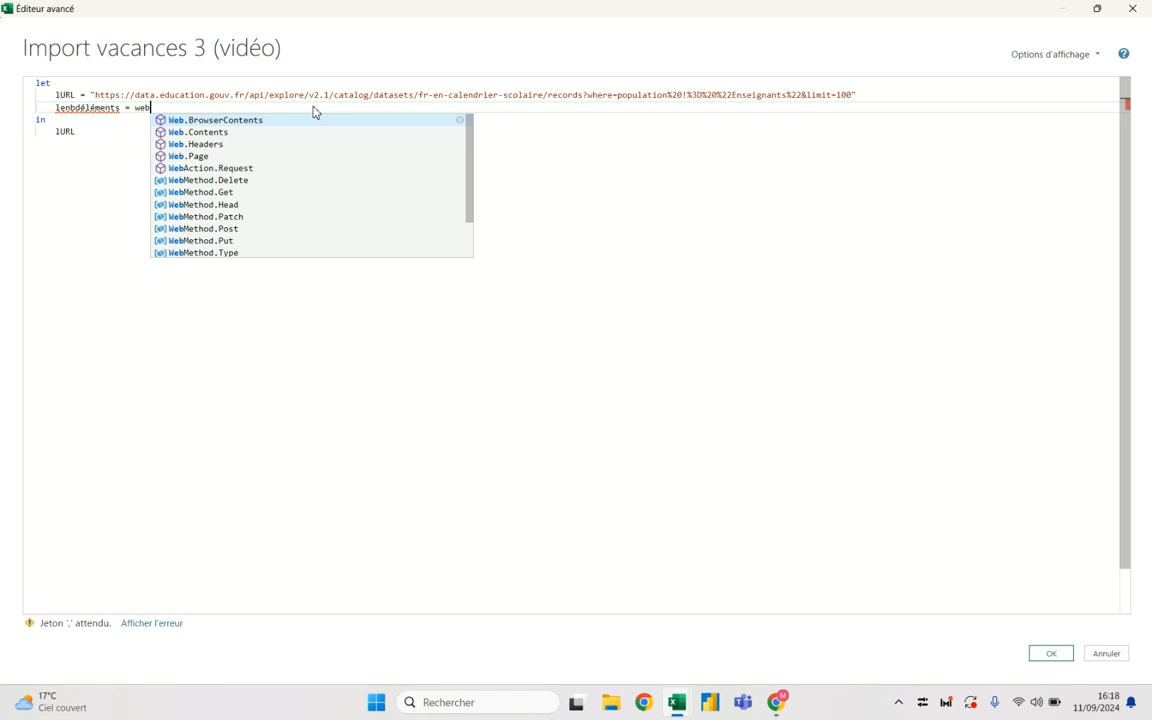 Éditeur avancé
Import vacances 3 (vidéo)
Options d'affichage
?
let
lURL = "https://data.education.gouv.fr/api/explore/v2.1/catalog/datasets/fr-en-calendrier-scolaire/records?where=population%20!%3D%20%22Enseignants%22&limit=100"
lenbdéléments = web
in
lURL
Web.BrowserContents
Web.Contents
Web.Headers
Web.Page
WebAction.Request
WebMethod.Delete
WebMethod.Get
WebMethod.Head
WebMethod.Patch
WebMethod.Post
WebMethod.Put
WebMethod.Type
Jeton ',' attendu. Afficher l'erreur
OK Annuler
17°C
Ciel couvert
Rechercher
16:18
11/09/2024